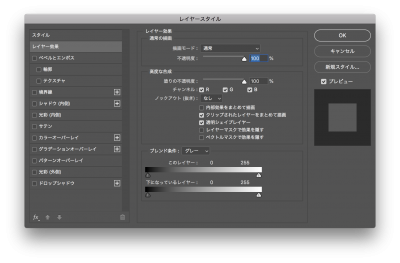 レイヤースタイル
スタイル
レイヤー効果
ベベルとエンボス
輪郭
テクスチャ
境界線
シャドウ (内側)
光彩 (内側)
サテン
カラーオーバーレイ
グラデーションオーバーレイ
パターンオーバーレイ
光彩 (外側)
ドロップシャドウ
fx
レイヤー効果
通常の描画
描画モード : 通常
不透明度 : 100 %
高度な合成
塗りの不透明度 : 100 %
チャンネル : R G B
ノックアウト (抜き) : なし
内部効果をまとめて描画
クリップされたレイヤーをまとめて描画
透明シェイプレイヤー
レイヤーマスクで効果を隠す
ベクトルマスクで効果を隠す
ブレンド条件 : グレー
このレイヤー : 0 255
下になっているレイヤー : 0 255
OK
キャンセル
新規スタイル...
プレビュー